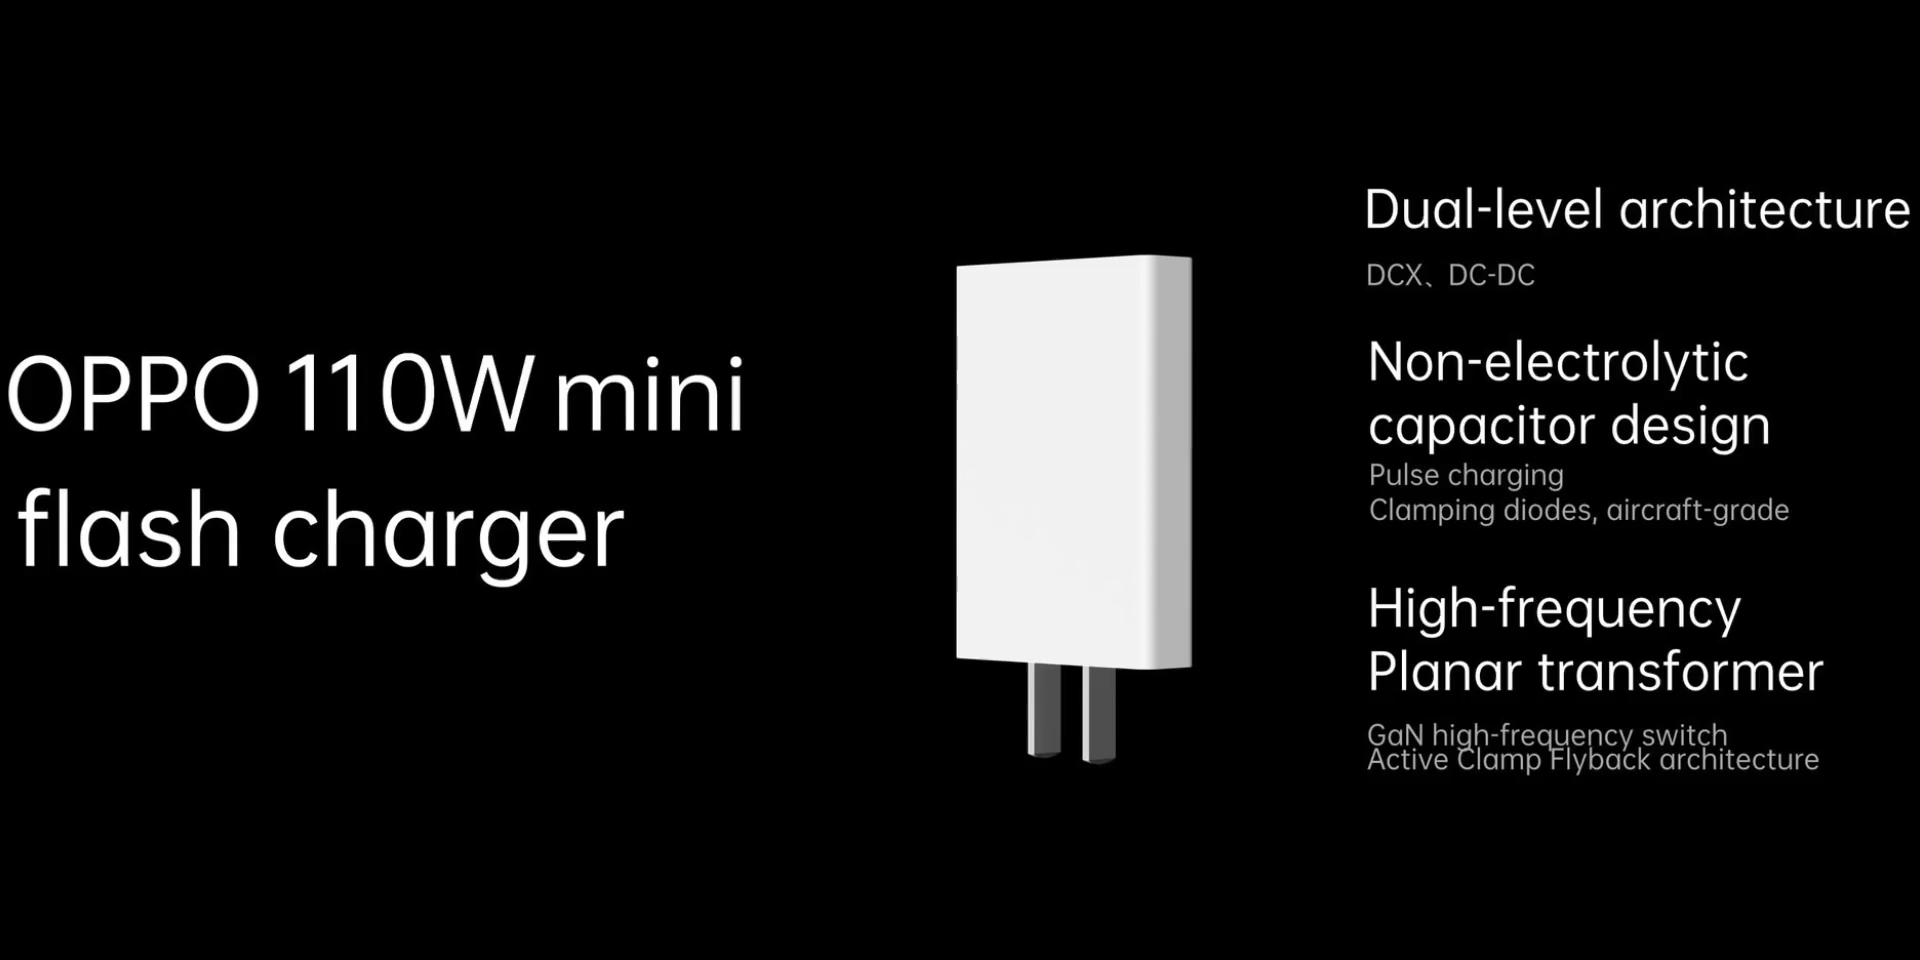 OPPO 110W mini
flash charger
Dual-level architecture
DCX、DC-DC
Non-electrolytic
capacitor design
Pulse charging
Clamping diodes, aircraft-grade
High-frequency
Planar transformer
GaN high-frequency switch
Active Clamp Flyback architecture